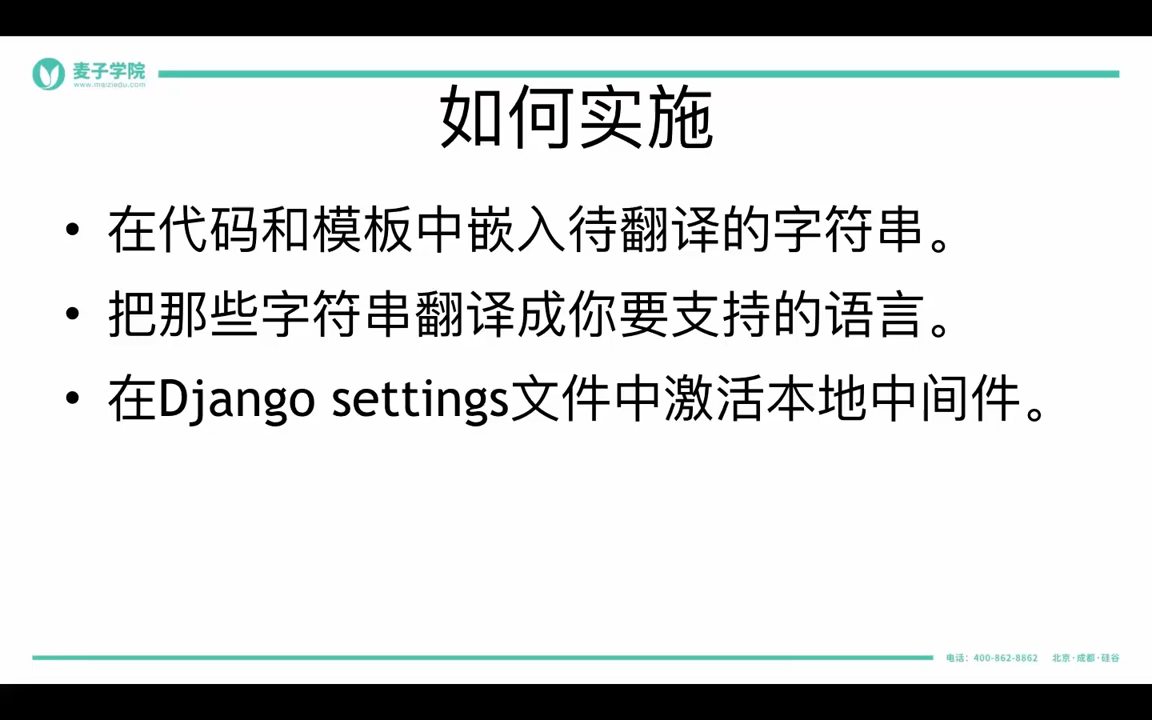 麦子学院
www.maiziedu.com
如何实施
• 在代码和模板中嵌入待翻译的字符串。
• 把那些字符串翻译成你要支持的语言。
• 在Django settings文件中激活本地中间件。
电话：400-862-8862 北京·成都·硅谷